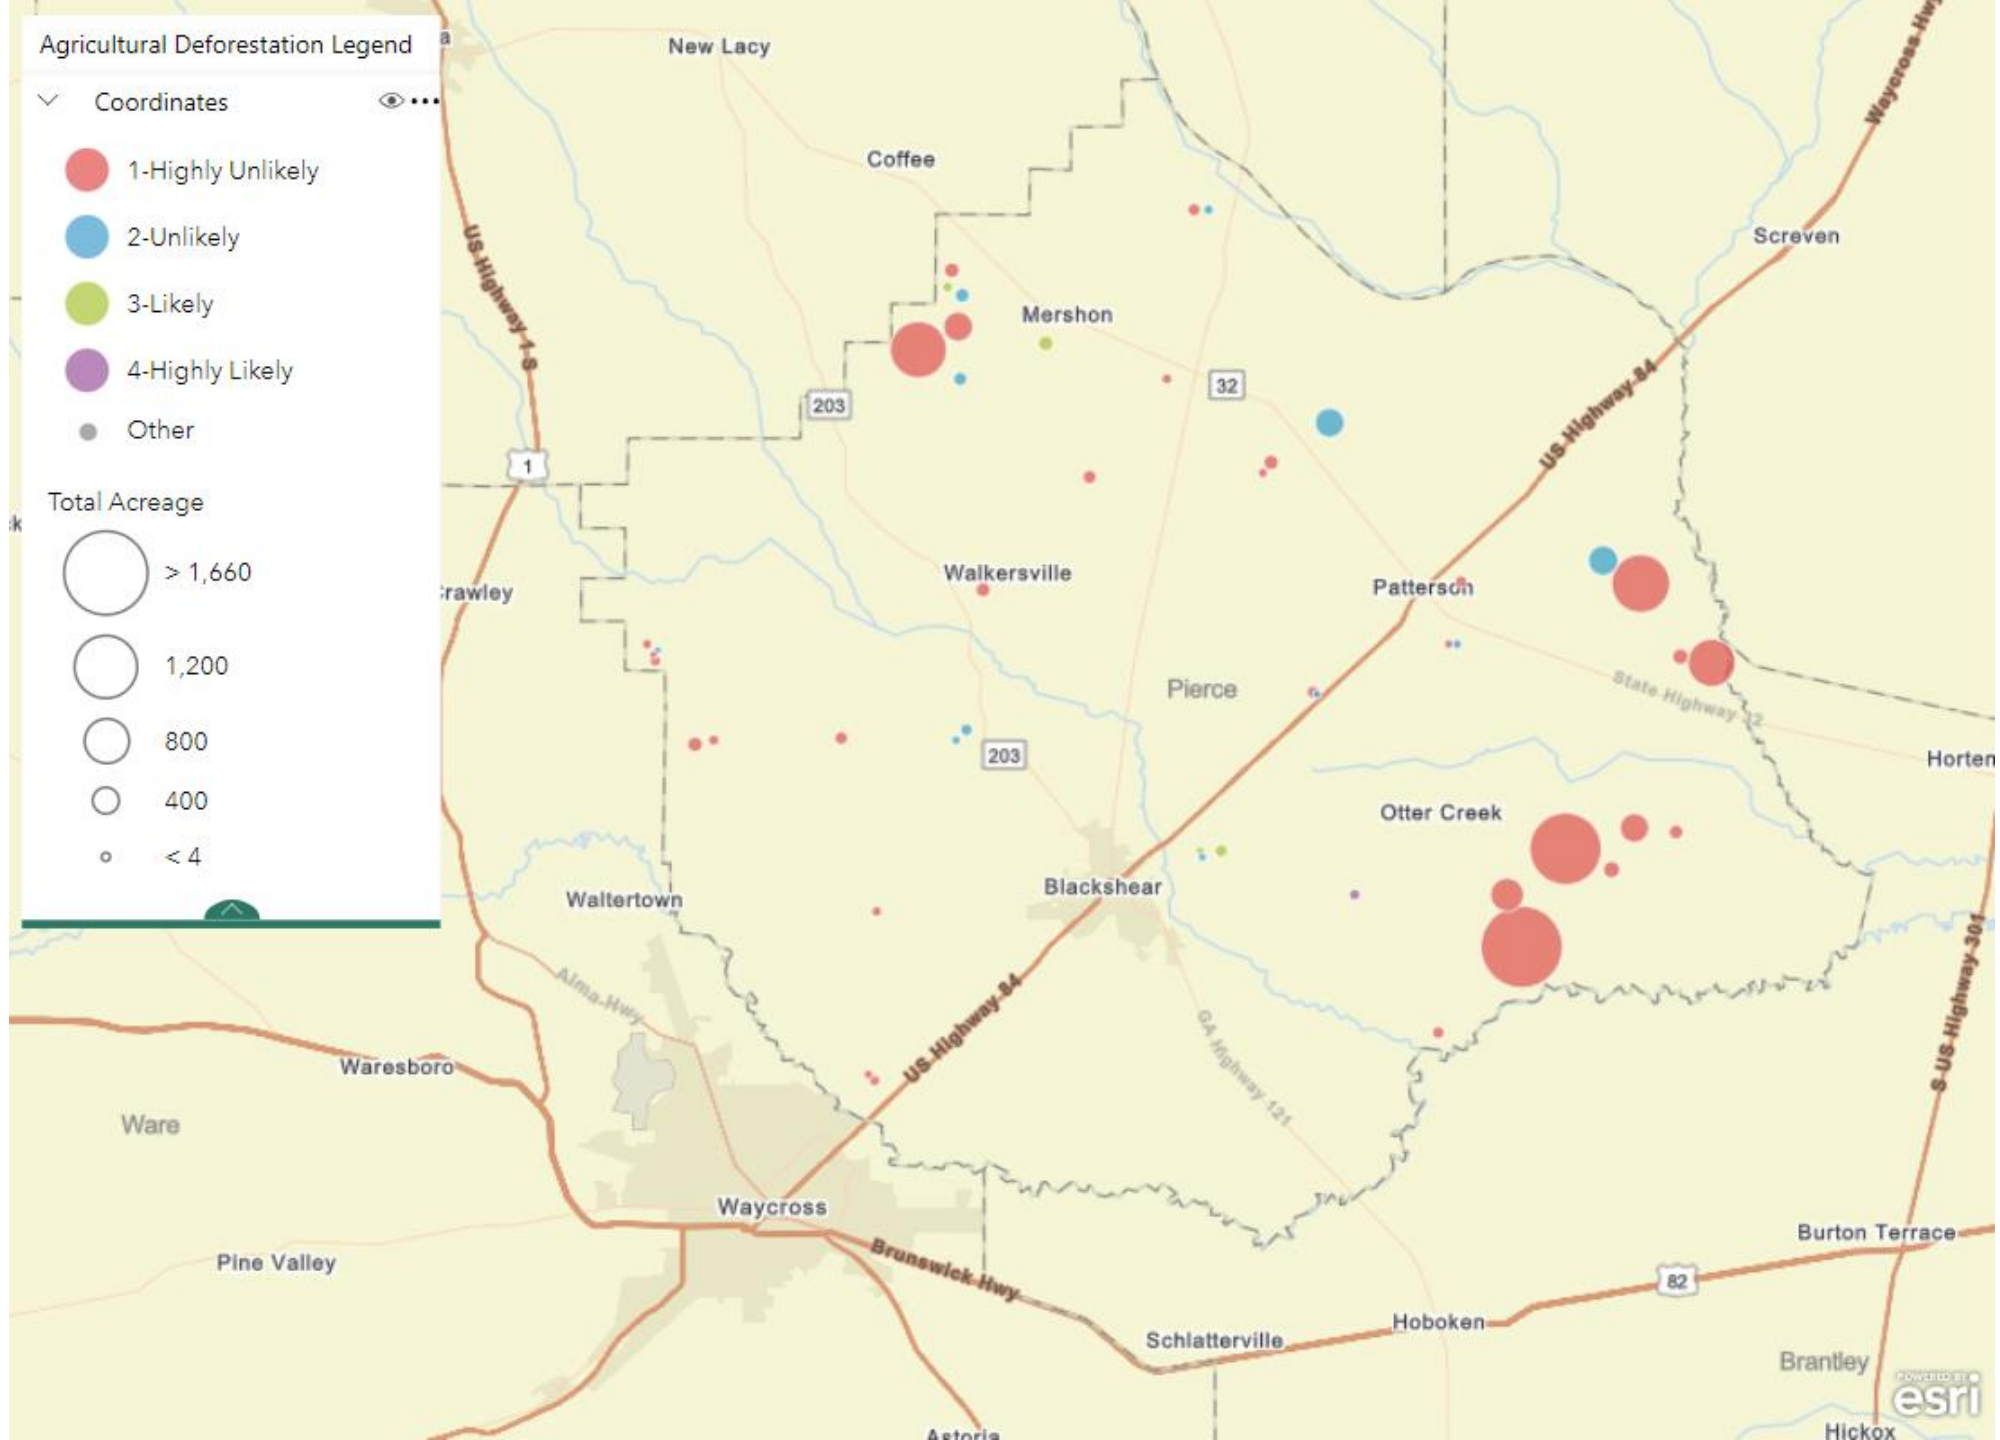 Agricultural Deforestation Legend
Coordinates
1-Highly Unlikely
2-Unlikely
3-Likely
4-Highly Likely
Other
Total Acreage
> 1,660
1,200
800
400
< 4
a
New Lacy
Coffee
Waycross Hwy
Screven
US Highway 1 S
Mershon
203
32
US Highway 84
1
k
Walkersville
Patterson
rawley
Pierce
State Highway 32
203
Horten
Otter Creek
Blackshear
Waltertown
Alma Hwy
US Highway 84
GA Highway 121
S US Highway 301
Waresboro
Ware
Waycross
Pine Valley
Brunswick Hwy
Burton Terrace
82
Hoboken
Schlatterville
Brantley
POWERED BY
esri
Astoria
Hickox